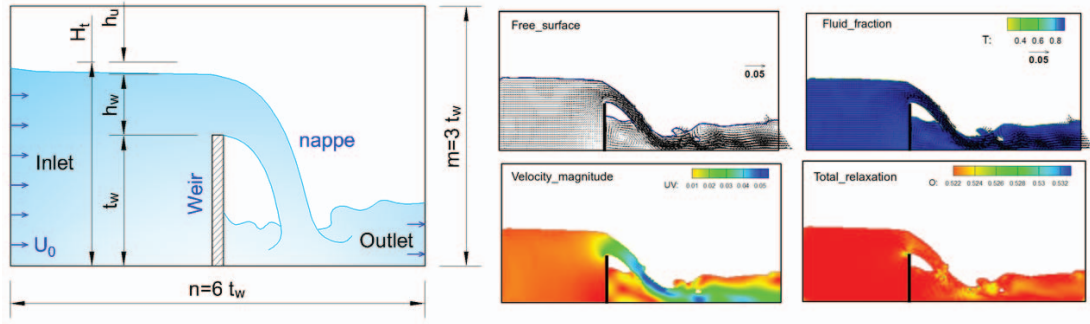 H_t
h_u
h_w
t_w
Inlet
U_0
Weir
nappe
Outlet
m=3 t_w
n=6 t_w
Free_surface
0.05
Fluid_fraction
T:
0.4 0.6 0.8
0.05
Velocity_magnitude
UV:
0.01 0.02 0.03 0.04 0.05
Total_relaxation
O:
0.522 0.524 0.526 0.528 0.53 0.532